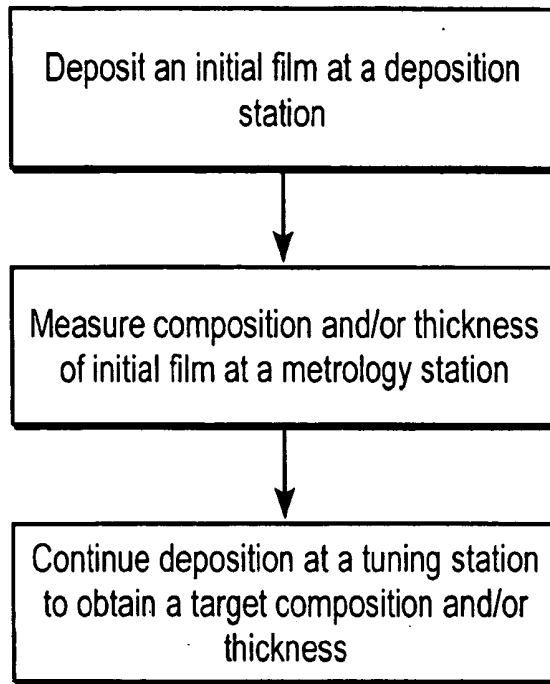 Deposit an initial film at a deposition
station
Measure composition and/or thickness
of initial film at a metrology station
Continue deposition at a tuning station
to obtain a target composition and/or
thickness